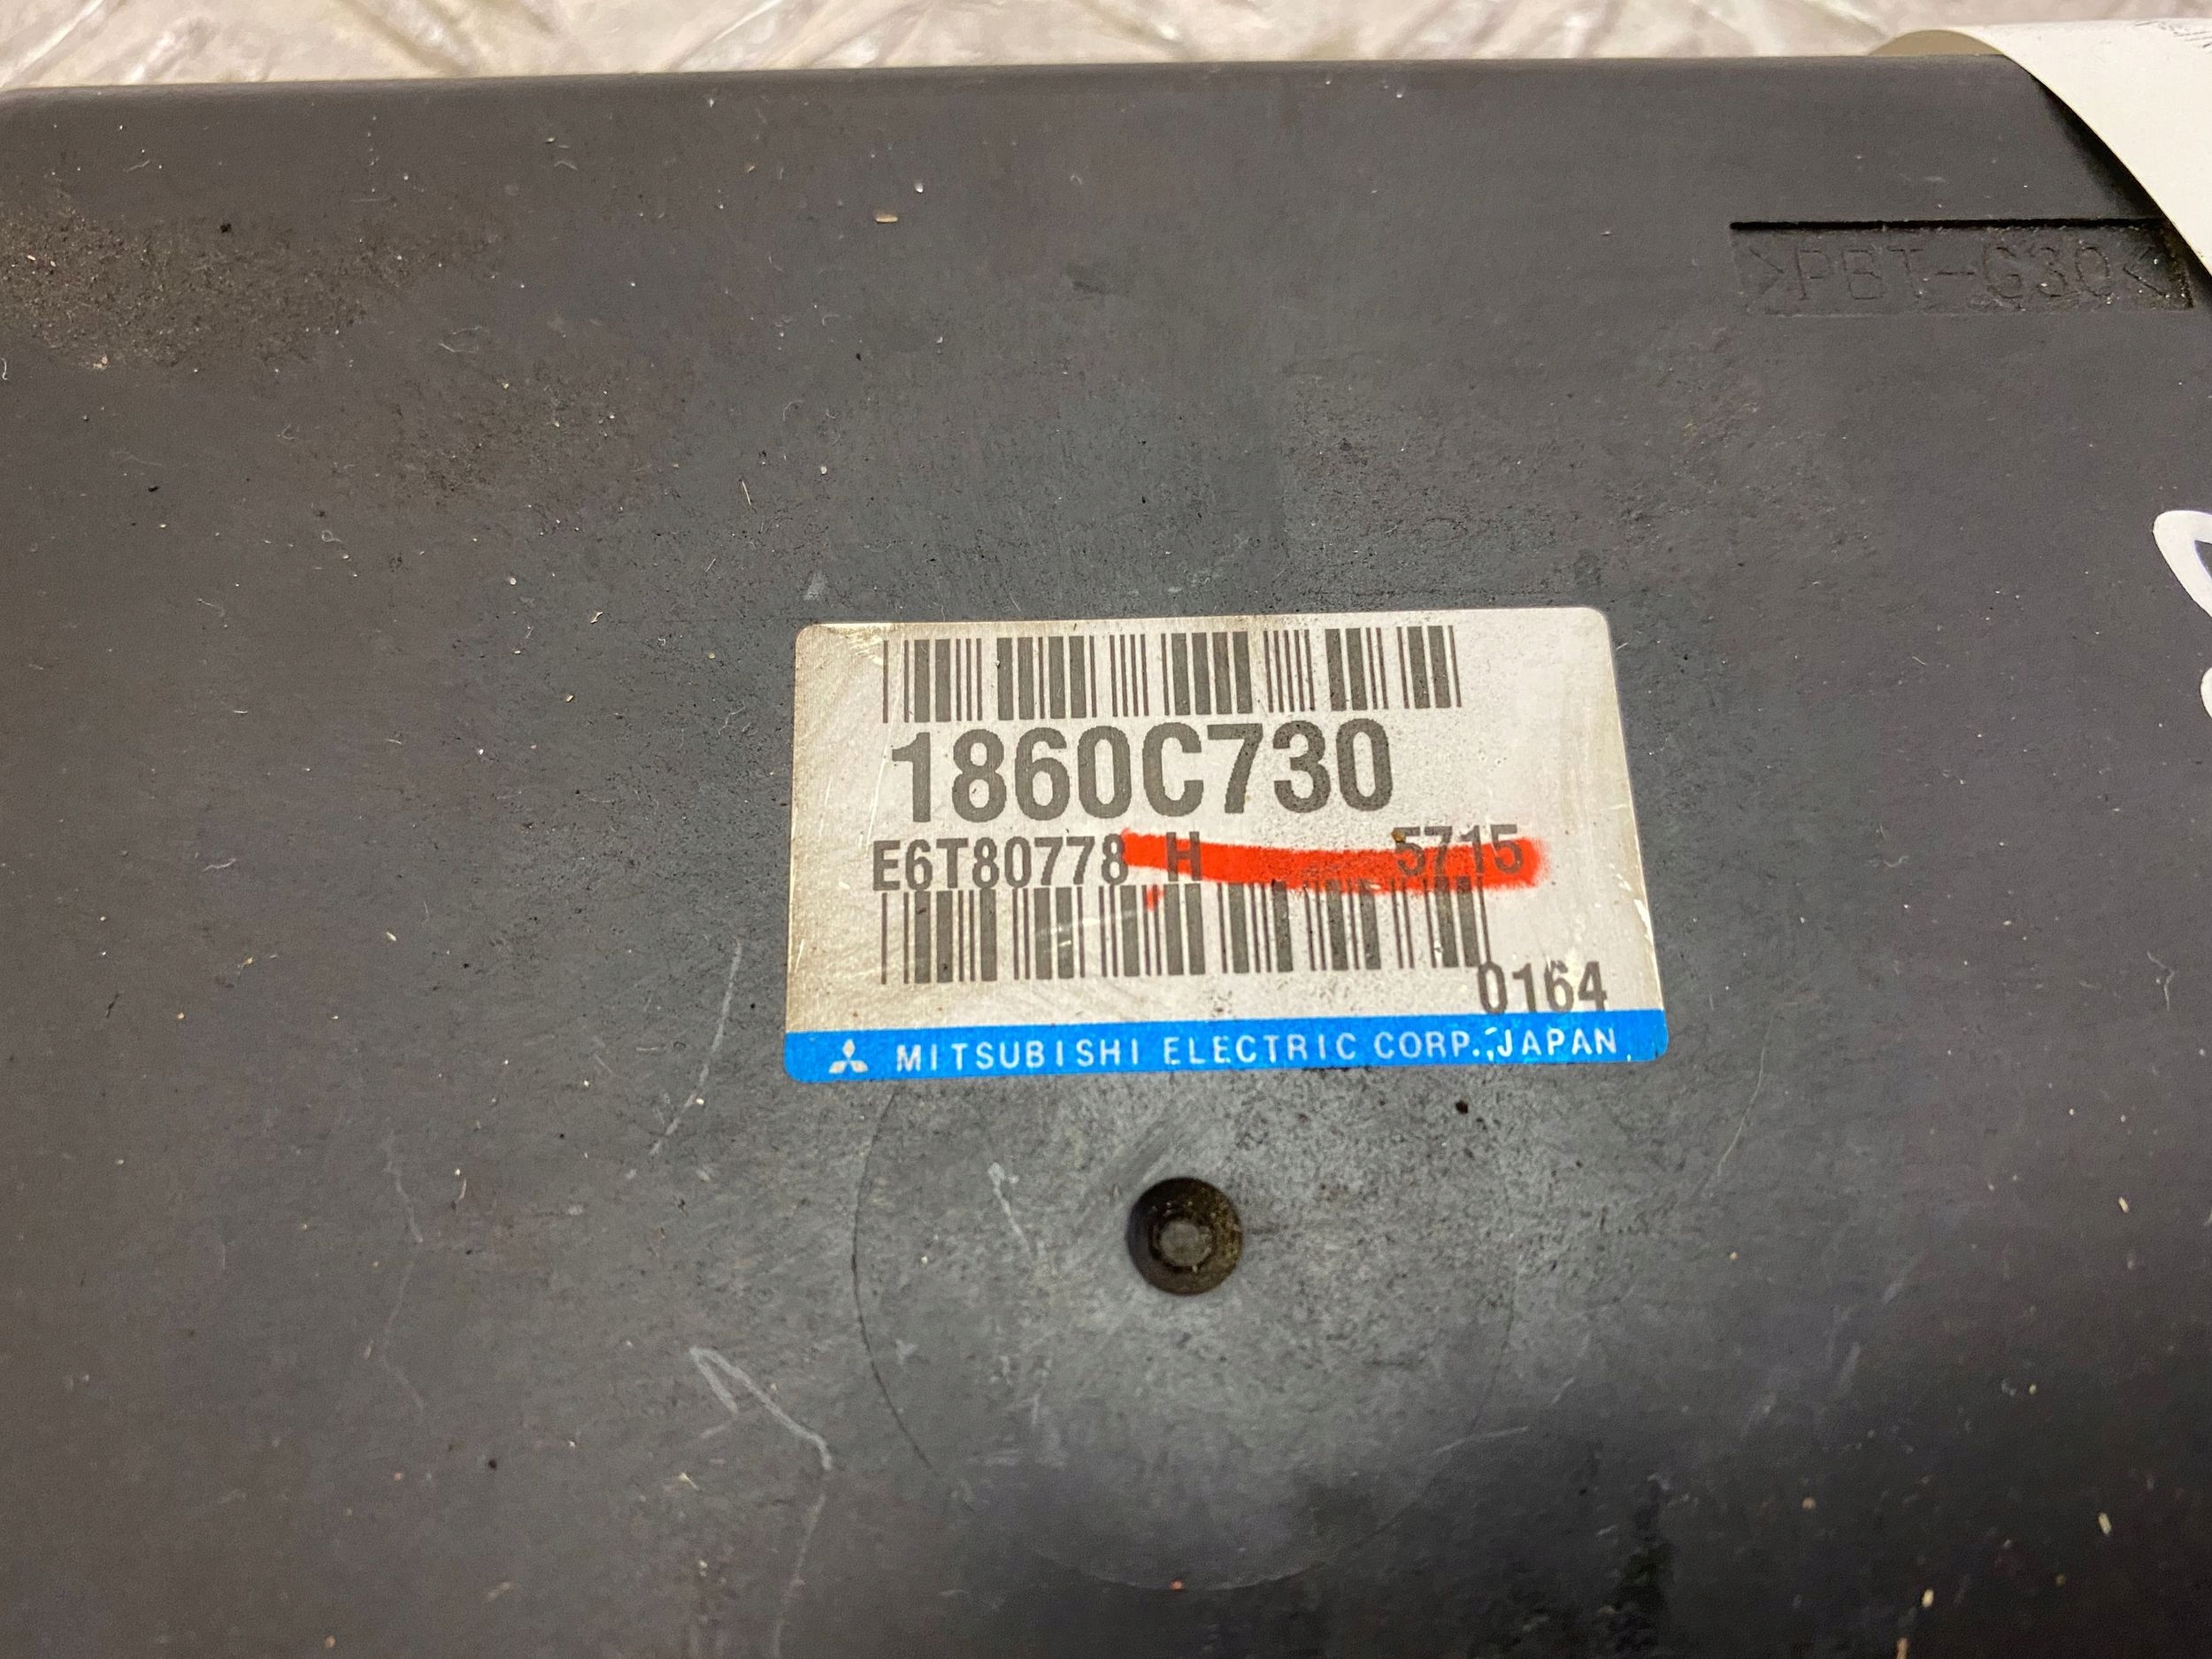 >PBT-G30<
1860C730
E6T80778 H 5715
0164
MITSUBISHI ELECTRIC CORP. JAPAN